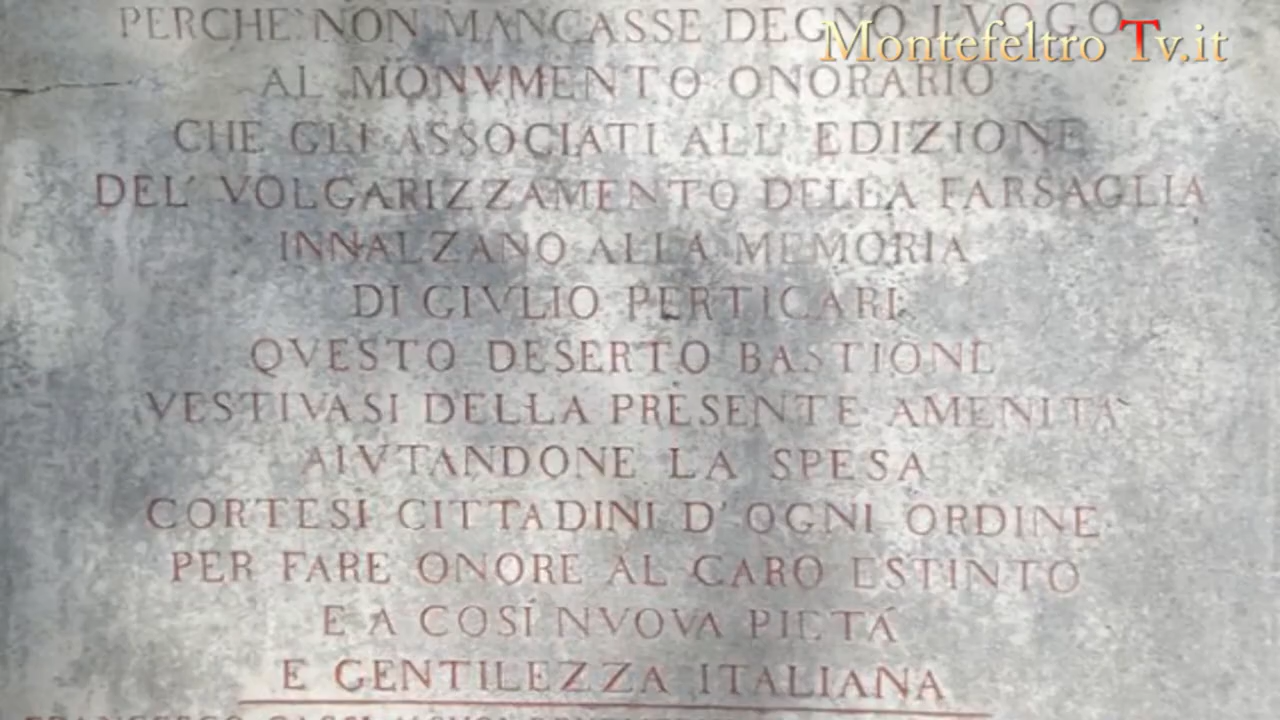 PERCHE` NON MANCASSE DEGNO LVOGO
Montefeltro Tv.it
AL MONVMENTO ONORARIO
CHE GLI ASSOCIATI ALL' EDIZIONE
DEL' VOLGARIZZAMENTO DELLA FARSAGLIA
INNALZANO ALLA MEMORIA
DI GIVLIO PERTICARI
QVESTO DESERTO BASTIONE
VESTIVASI DELLA PRESENTE AMENITA`
AIVTANDONE LA SPESA
CORTESI CITTADINI D' OGNI ORDINE
PER FARE ONORE AL CARO ESTINTO
E A COSÍ NVOVA PIETÁ
E GENTILEZZA ITALIANA